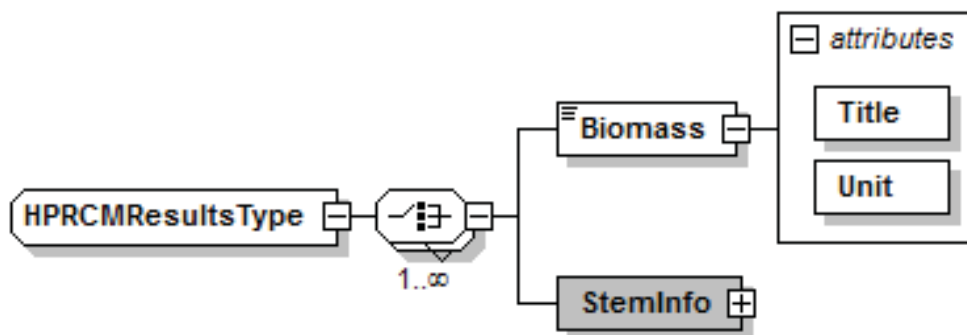 attributes
Title
Biomass
Unit
HPRCMResultsType
1..∞
StemInfo